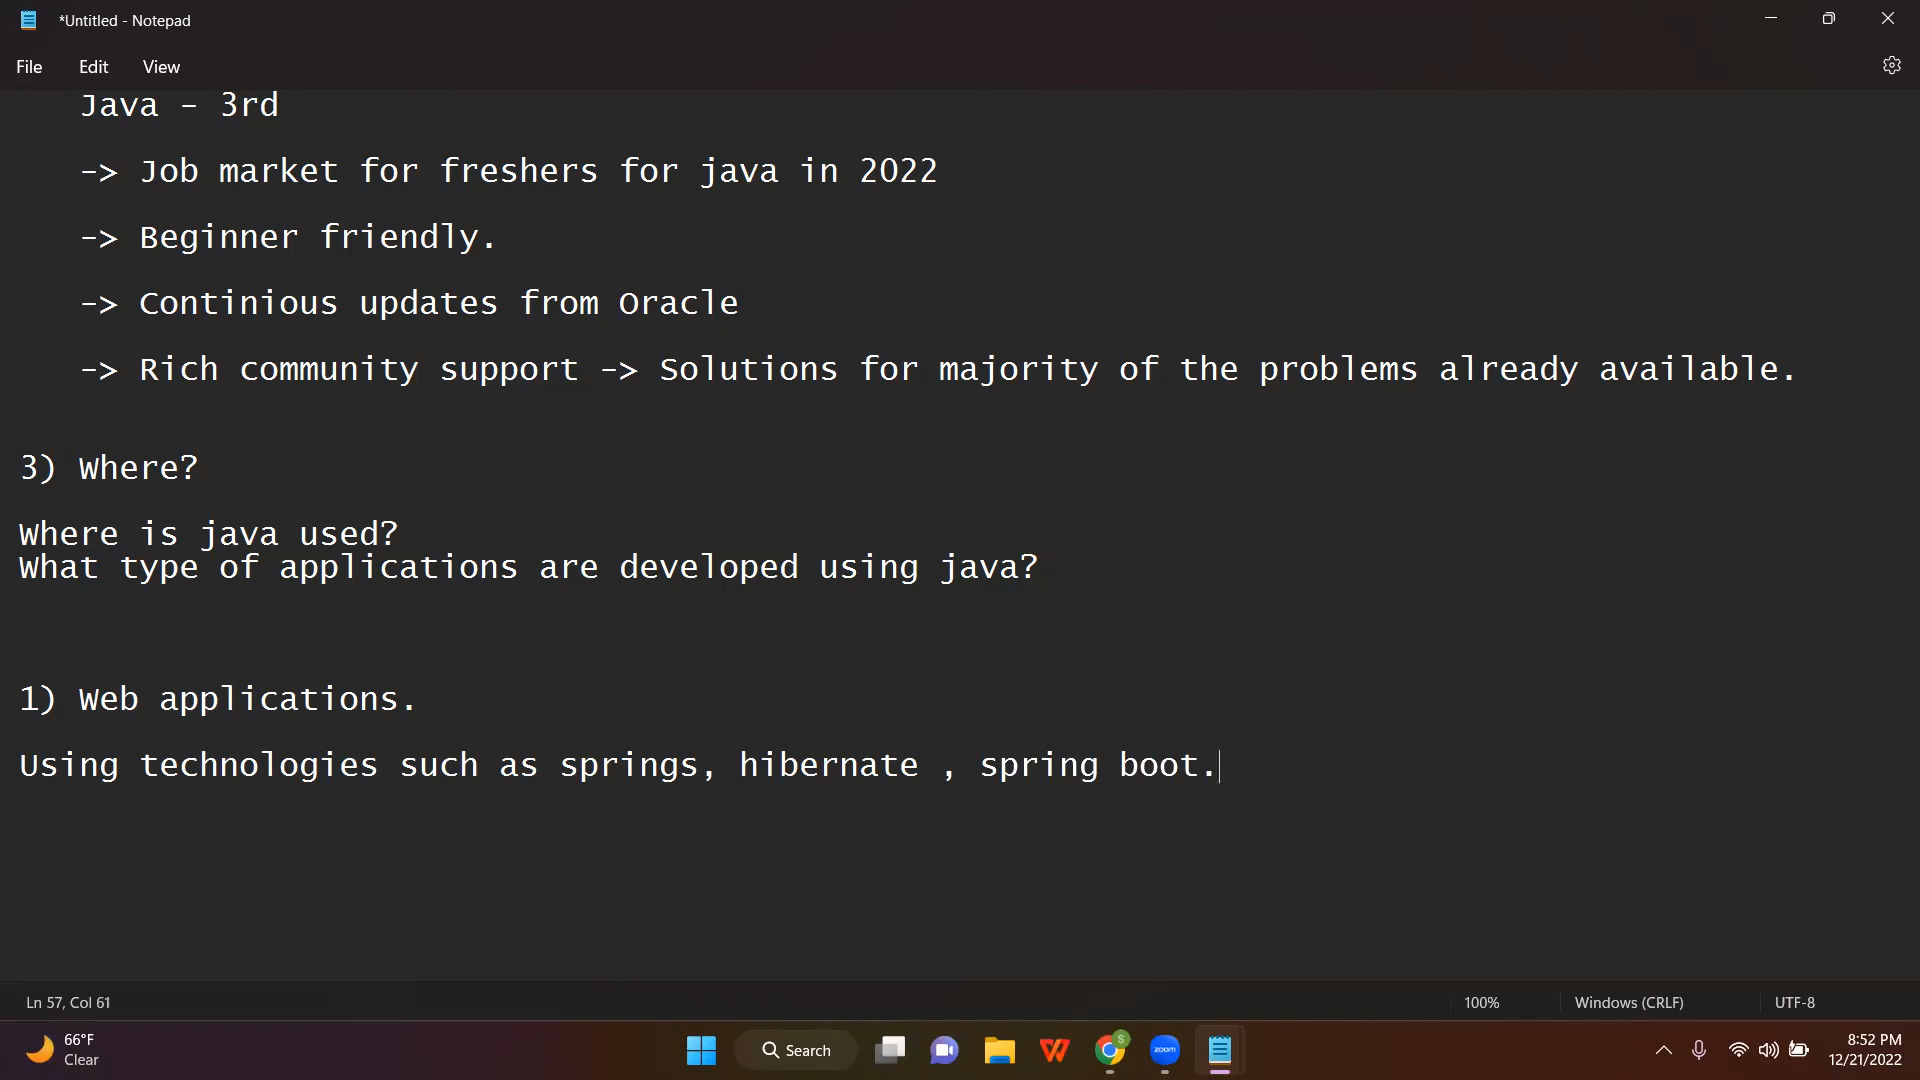 *Untitled - Notepad
File Edit View
Java - 3rd
-> Job market for freshers for java in 2022
-> Beginner friendly.
-> Continious updates from Oracle
-> Rich community support -> Solutions for majority of the problems already available.
3) Where?
Where is java used?
What type of applications are developed using java?
1) Web applications.
Using technologies such as springs, hibernate , spring boot.
Ln 57, Col 61 100% Windows (CRLF) UTF-8
66°F
Clear
Search
S
zoom
8:52 PM
12/21/2022